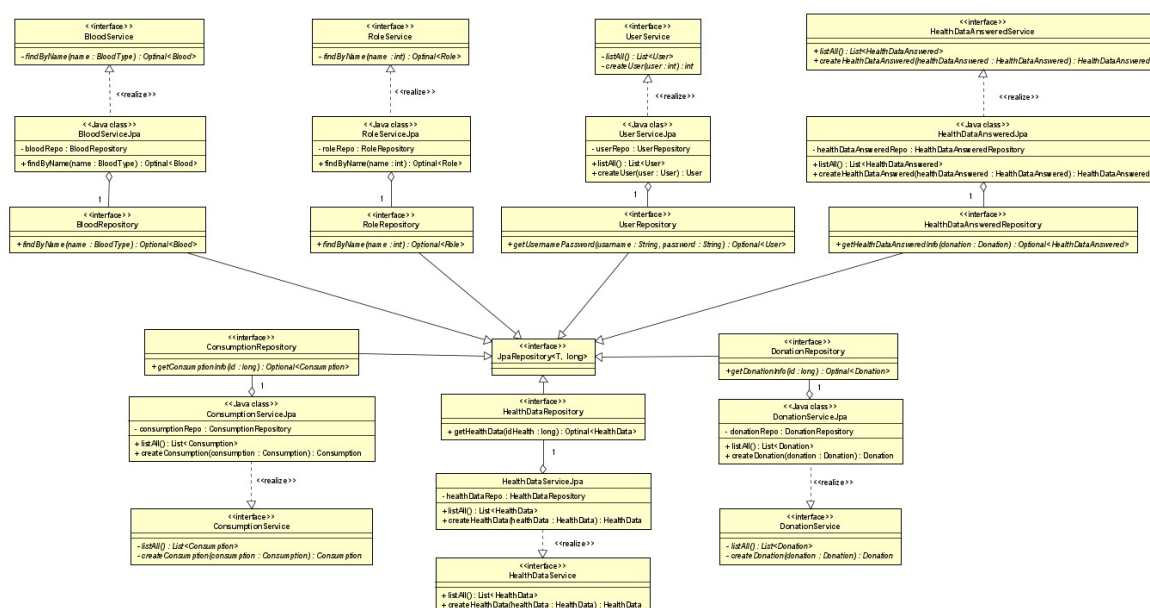 <<interface>>
BloodService
- findByName(name : BloodType) : Optinal<Blood>
<<realize>>
<<Java class>>
BloodServiceJpa
- bloodRepo : BloodRepository
+ findByName(name : BloodType) : Optinal<Blood>
1
<<interface>>
BloodRepository
+ findByName(name : BloodType) : Optional<Blood>
<<interface>>
RoleService
- findByName(name : int) : Optinal<Role>
<<realize>>
<<Java class>>
RoleServiceJpa
- roleRepo : RoleRepository
+ findByName(name : int) : Optinal<Role>
1
<<interface>>
RoleRepository
+ findByName(name : int) : Optional<Role>
<<interface>>
UserService
- listAll() : List<User>
- createUser(user : int) : int
<<realize>>
<<Java clas>>
UserServiceJpa
- userRepo : UserRepository
+ listAll() : List<User>
+ createUser(user : User) : User
1
<<interface>>
UserRepository
+ getUsernamePassword(usarname : String, password : String) : Optional<User>
<<interface>>
HealthDataAnsweredService
+ listAll() : List<HealthDataAnswered>
+ createHealthDataAnswered(healthDataAnswered : HealthDataAnswered) : HealthDataAnswered
<<realize>>
<<Java class>>
HealthDataAnsweredJpa
- healthDataAnsweredRepo : HealthDataAnsweredRepository
+ listAll() : List<HealthDataAnswered>
+ createHealthDataAnswered(healthDataAnswered : HealthDataAnswered) : HealthDataAnswered
1
<<interface>>
HealthDataAnsweredRepository
+ getHealthDataAnsweredInfo(donation : Donation) : Optional<HealthDataAnswered>
<<interface>>
ConsumptionRepository
+ getConsumptionInfo(id : long) : Optional<Consumption>
1
<<Java class>>
ConsumptionServiceJpa
- consumptionRepo : ConsumptionRepository
+ listAll() : List<Consumption>
+ createConsumption(consumption : Consumption) : Consumption
<<realize>>
<<interface>>
ConsumptionService
- listAll() : List<Consumption>
- createConsumption(consumption : Consumption) : Consumption
<<interface>>
JpaRepository<T, long>
<<interface>>
HealthDataRepository
+ getHealthData(idHealth : long) : Optinal<HealthData>
1
HealthDataServiceJpa
- healthDataRepo : HealthDataRepository
+ listAll() : List<HealthData>
+ createHealthData(healthData : HealthData) : HealthData
<<realize>>
<<interface>>
HealthDataService
+ listAll() : List<HealthData>
+ createHealthData(healthData : HealthData) : HealthData
<<interface>>
DonationRepository
+ getDonationInfo(id : long) : Optinal<Donation>
1
<<Java class>>
DonationServiceJpa
- donationRepo : DonationRepository
+ listAll() : List<Donation>
+ createDonation(donation : Donation) : Donation
<<realize>>
<<interface>>
DonationService
- listAll() : List<Donation>
- createDonation(donation : Donation) : Donation